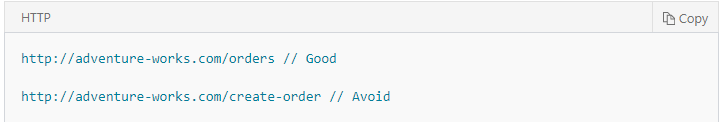 HTTP
Copy
http://adventure-works.com/orders // Good
http://adventure-works.com/create-order // Avoid